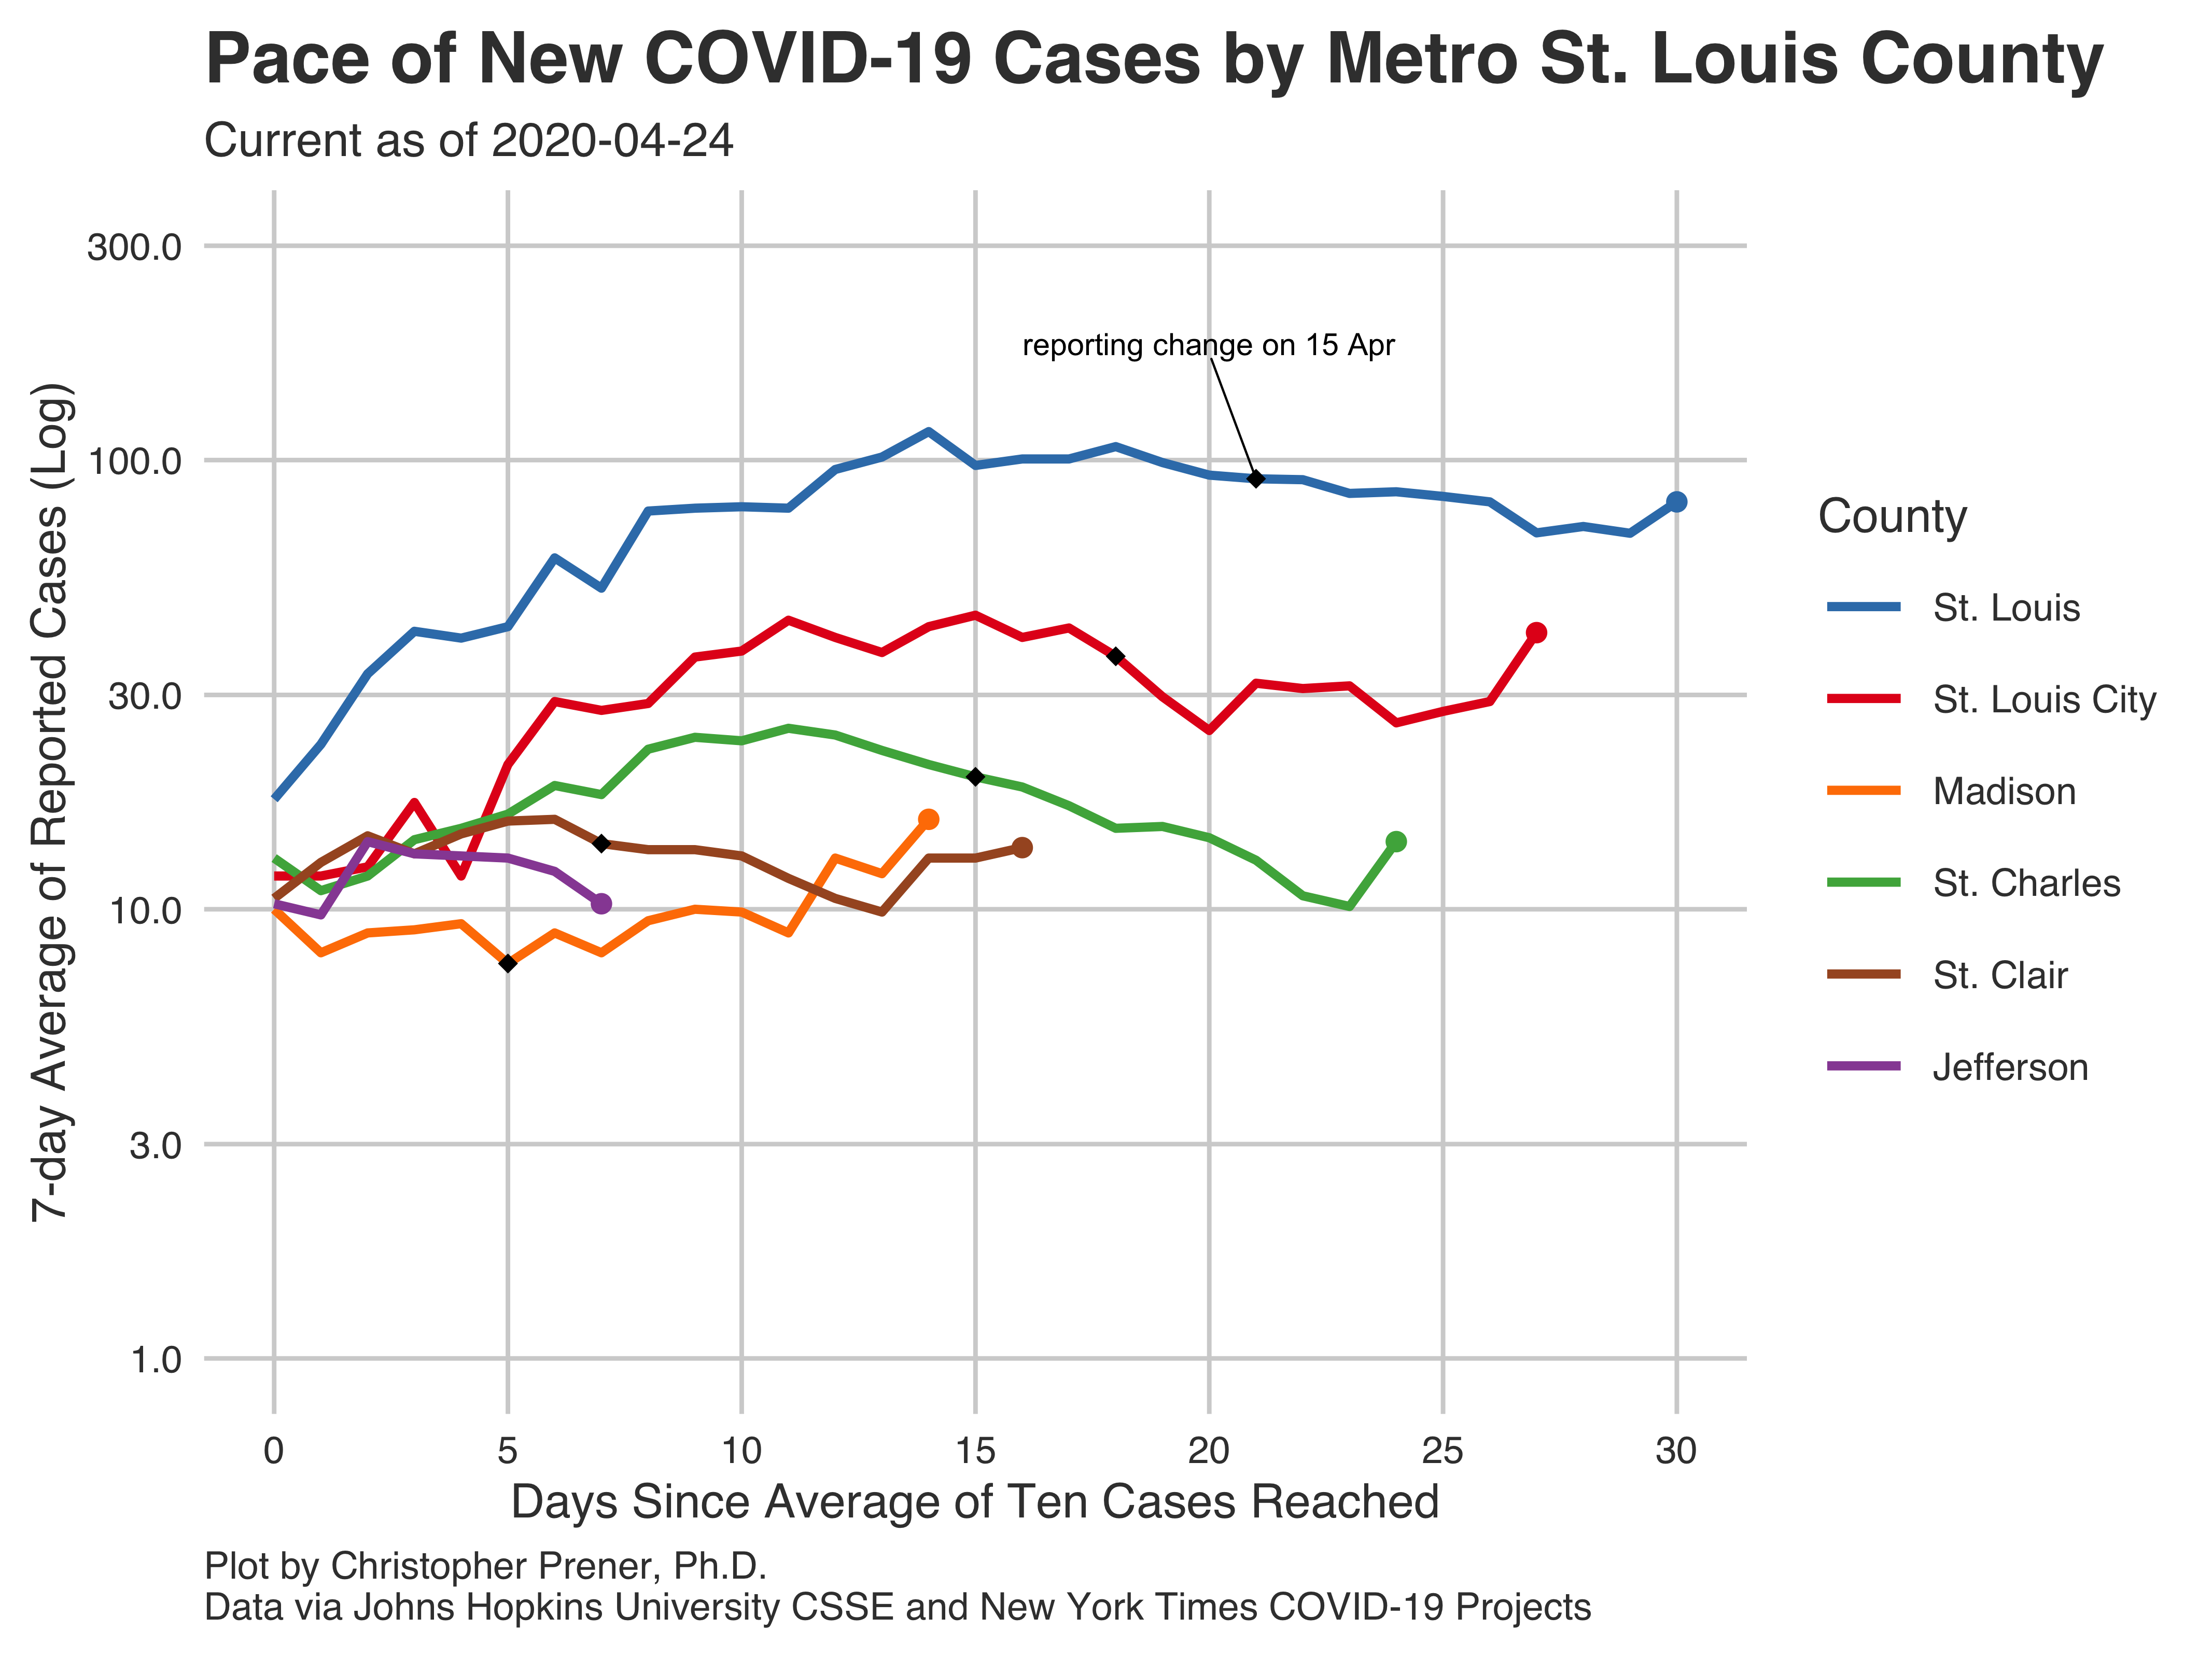 Pace of New COVID-19 Cases by Metro St. Louis County
Current as of 2020-04-24
7-day Average of Reported Cases (Log)
300.0
100.0
30.0
10.0
3.0
1.0
reporting change on 15 Apr
0 5 10 15 20 25 30
Days Since Average of Ten Cases Reached
County
St. Louis
St. Louis City
Madison
St. Charles
St. Clair
Jefferson
Plot by Christopher Prener, Ph.D.
Data via Johns Hopkins University CSSE and New York Times COVID-19 Projects